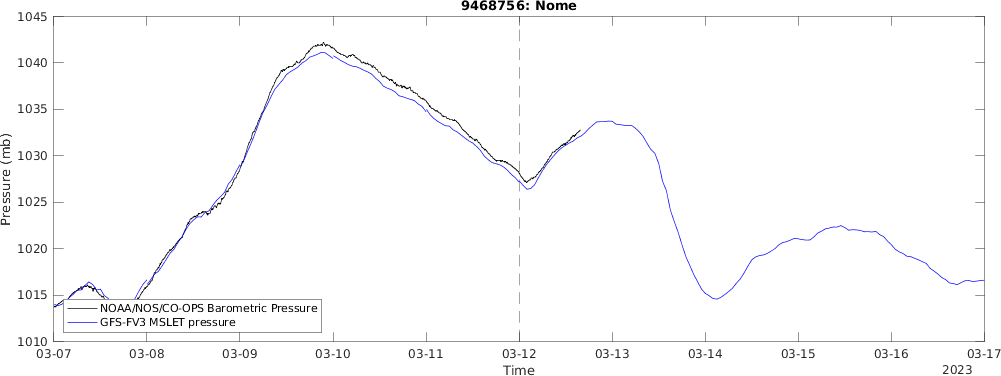 9468756: Nome
1045
1040
1035
1030
1025
1020
1015
1010
Pressure (mb)
NOAA/NOS/CO-OPS Barometric Pressure
GFS-FV3 MSLET pressure
03-07 03-08 03-09 03-10 03-11 03-12 03-13 03-14 03-15 03-16 03-17
Time
2023